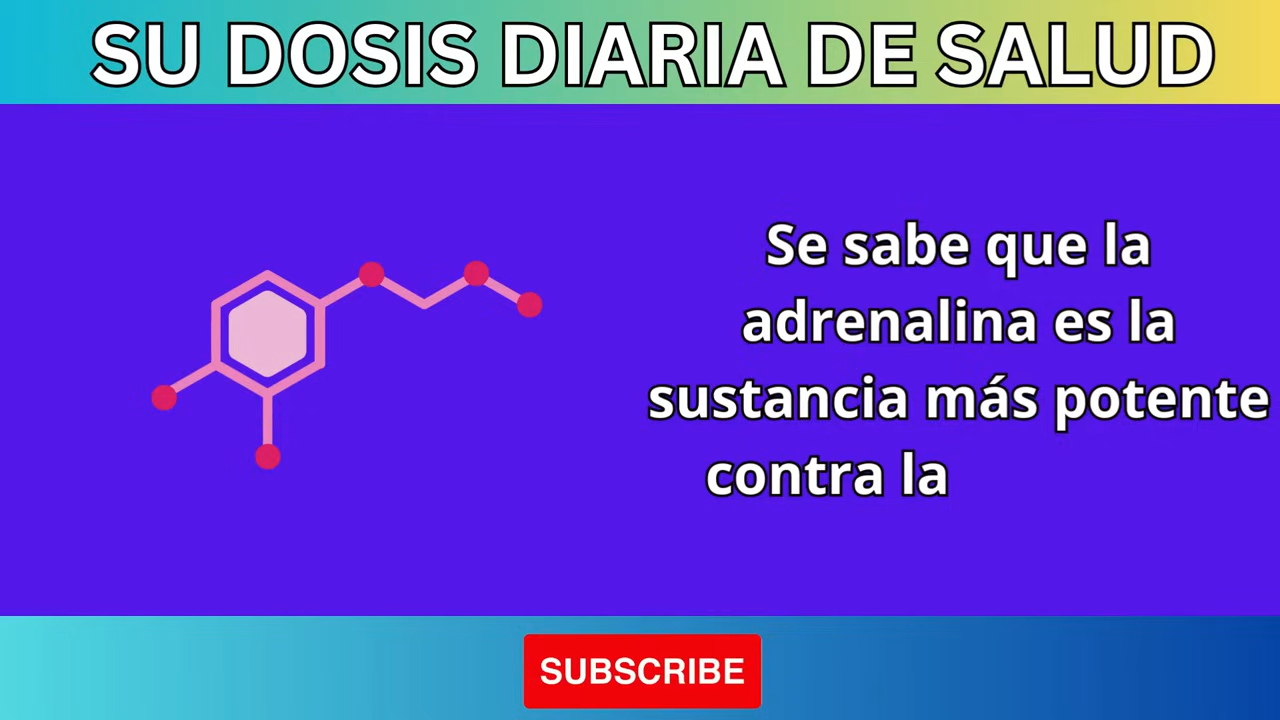 SU DOSIS DIARIA DE SALUD
Se sabe que la
adrenalina es la
sustancia más potente
contra la
SUBSCRIBE